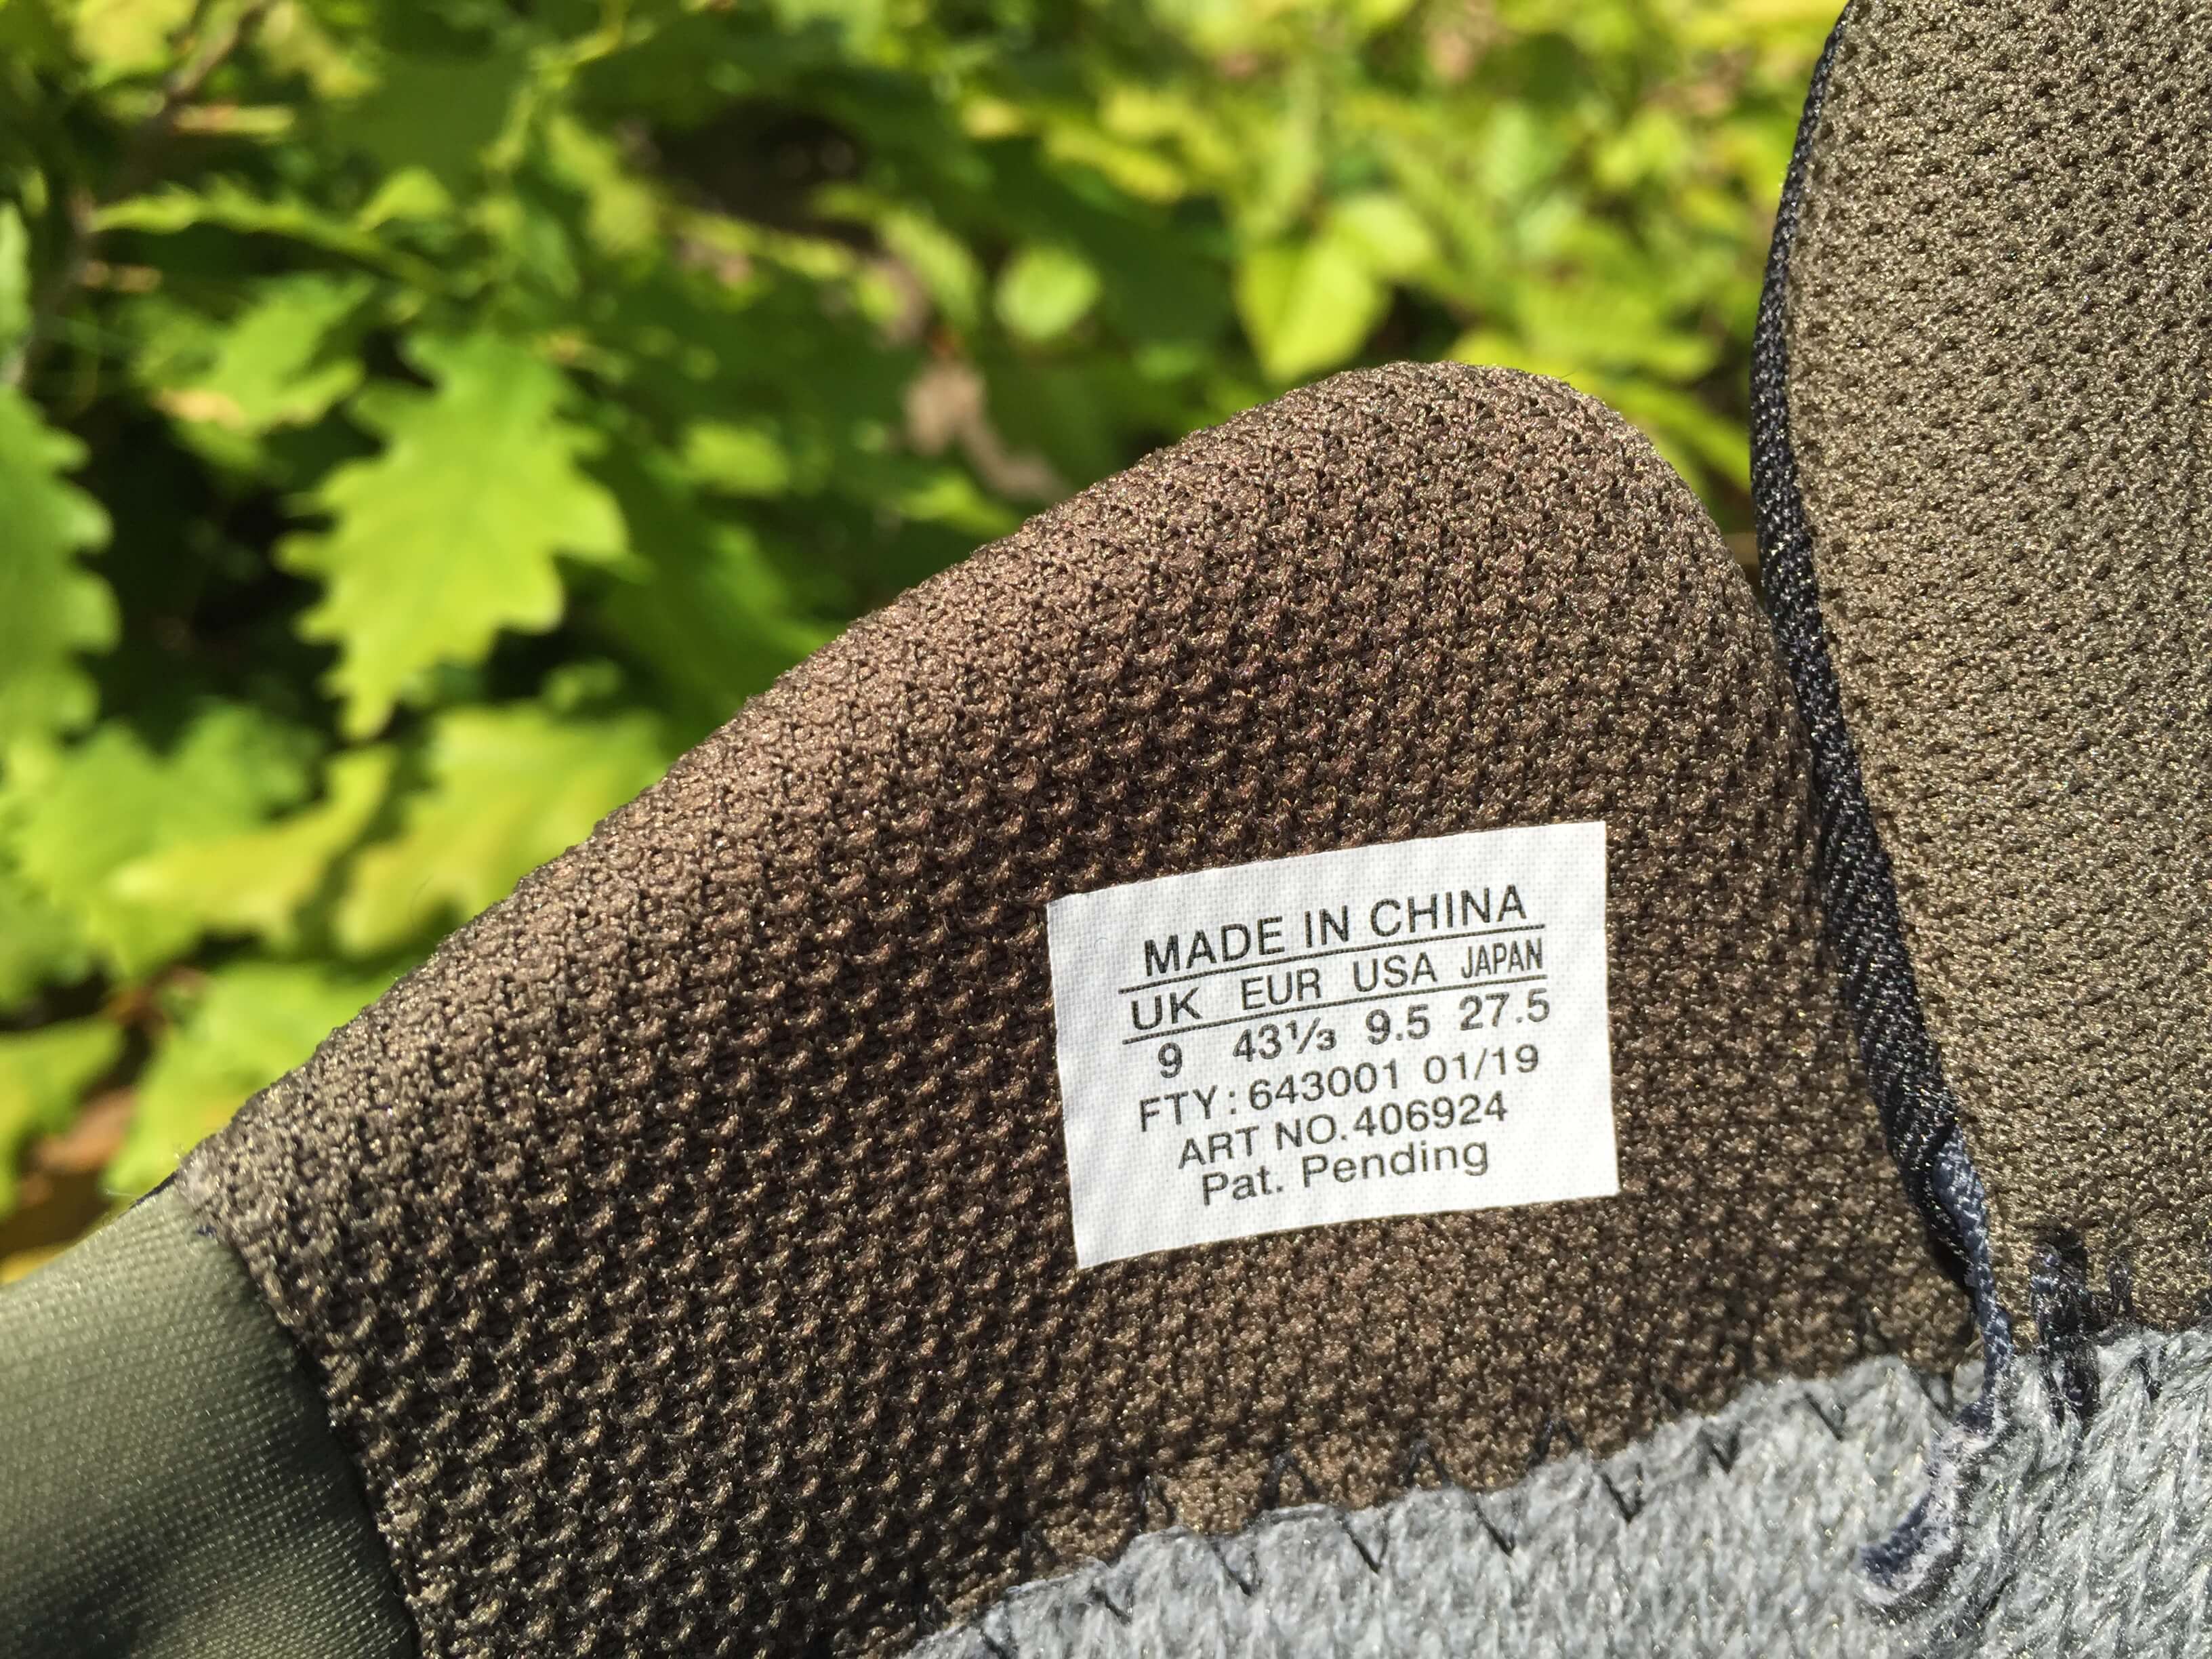 MADE IN CHINA
UK EUR USA JAPAN
9 43⅓ 9.5 27.5
FTY: 643001 01/19
ART NO. 406924
Pat. Pending